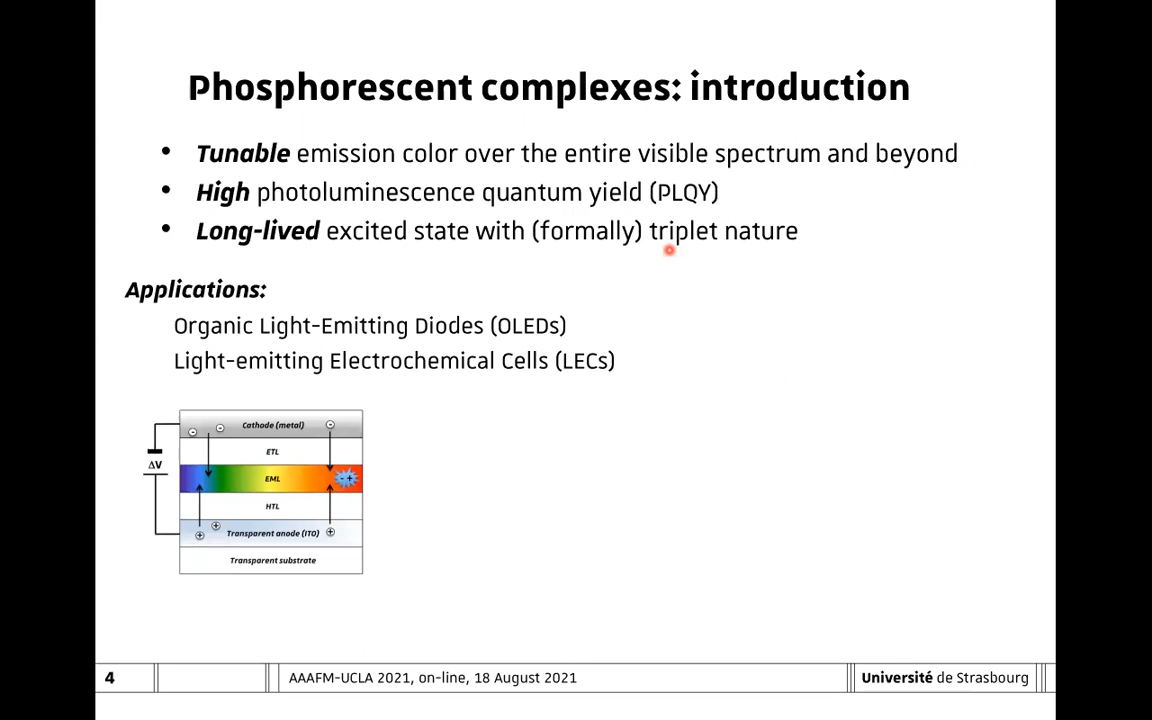 Phosphorescent complexes: introduction
• Tunable emission color over the entire visible spectrum and beyond
• High photoluminescence quantum yield (PLQY)
• Long-lived excited state with (formally) triplet nature
Applications:
Organic Light-Emitting Diodes (OLEDs)
Light-emitting Electrochemical Cells (LECs)
Cathode (metal)
ETL
ΔV
EML
- +
HTL
Transparent anode (ITO)
Transparent substrate
4
AAAFM-UCLA 2021, on-line, 18 August 2021
Université de Strasbourg